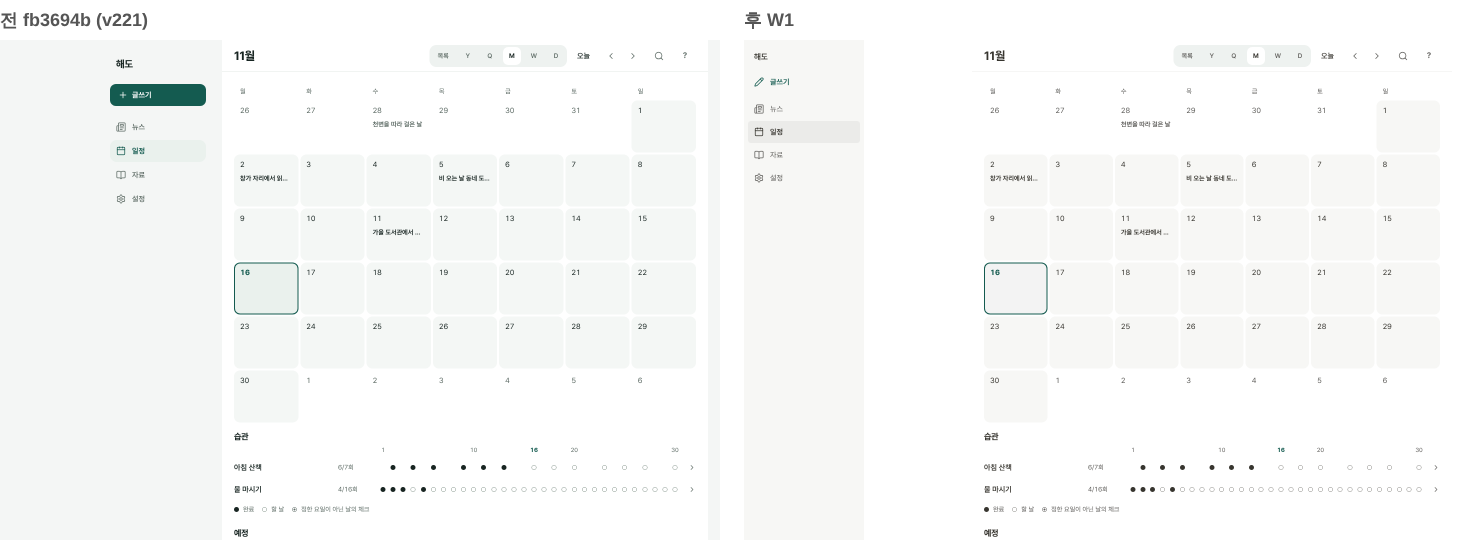 전 fb3694b (v221)
해도
글쓰기
뉴스
일정
자료
설정
11월
목록 Y Q M W D 오늘 ?
월 화 수 목 금 토 일
26 27 28 29 30 31 1
천변을 따라 걸은 날
2 3 4 5 6 7 8
창가 자리에서 읽... 비 오는 날 동네 도...
9 10 11 12 13 14 15
가을 도서관에서 ...
16 17 18 19 20 21 22
23 24 25 26 27 28 29
30 1 2 3 4 5 6
습관
1 10 16 20 30
아침 산책 6/7회
물 마시기 4/16회
완료 할 날 정한 요일이 아닌 날의 체크
예정
후 W1
해도
글쓰기
뉴스
일정
자료
설정
11월
목록 Y Q M W D 오늘 ?
월 화 수 목 금 토 일
26 27 28 29 30 31 1
천변을 따라 걸은 날
2 3 4 5 6 7 8
창가 자리에서 읽... 비 오는 날 동네 도...
9 10 11 12 13 14 15
가을 도서관에서 ...
16 17 18 19 20 21 22
23 24 25 26 27 28 29
30 1 2 3 4 5 6
습관
1 10 16 20 30
아침 산책 6/7회
물 마시기 4/16회
완료 할 날 정한 요일이 아닌 날의 체크
예정